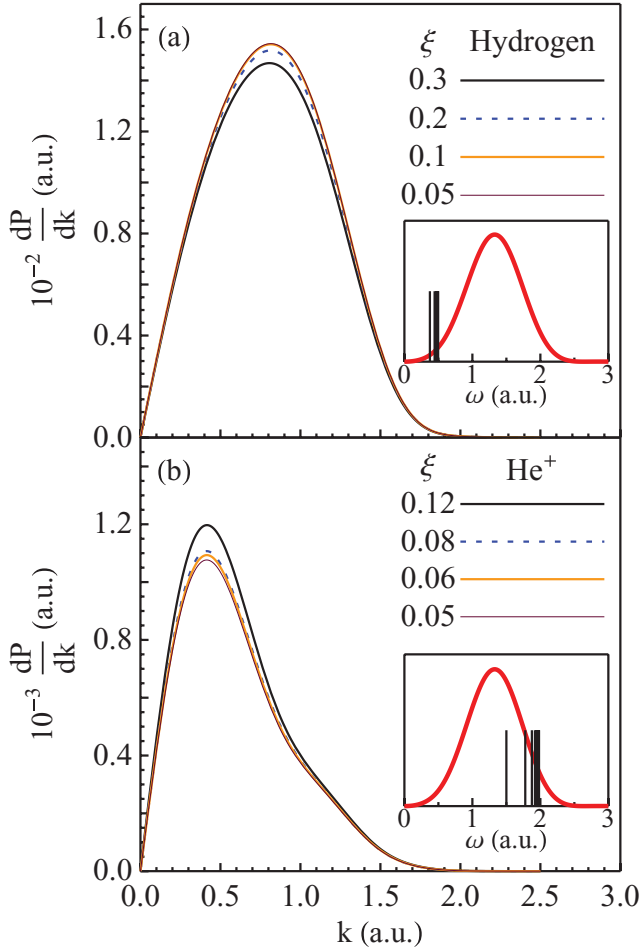 (a)
ξ Hydrogen
0.3
0.2
0.1
0.05
1.6
1.2
0.8
0.4
0.0
10⁻² dP/dk (a.u.)
0 1 2 3
ω (a.u.)
(b)
ξ He⁺
0.12
0.08
0.06
0.05
1.2
0.8
0.4
0.0
10⁻³ dP/dk (a.u.)
0 1 2 3
ω (a.u.)
0.0 0.5 1.0 1.5 2.0 2.5 3.0
k (a.u.)